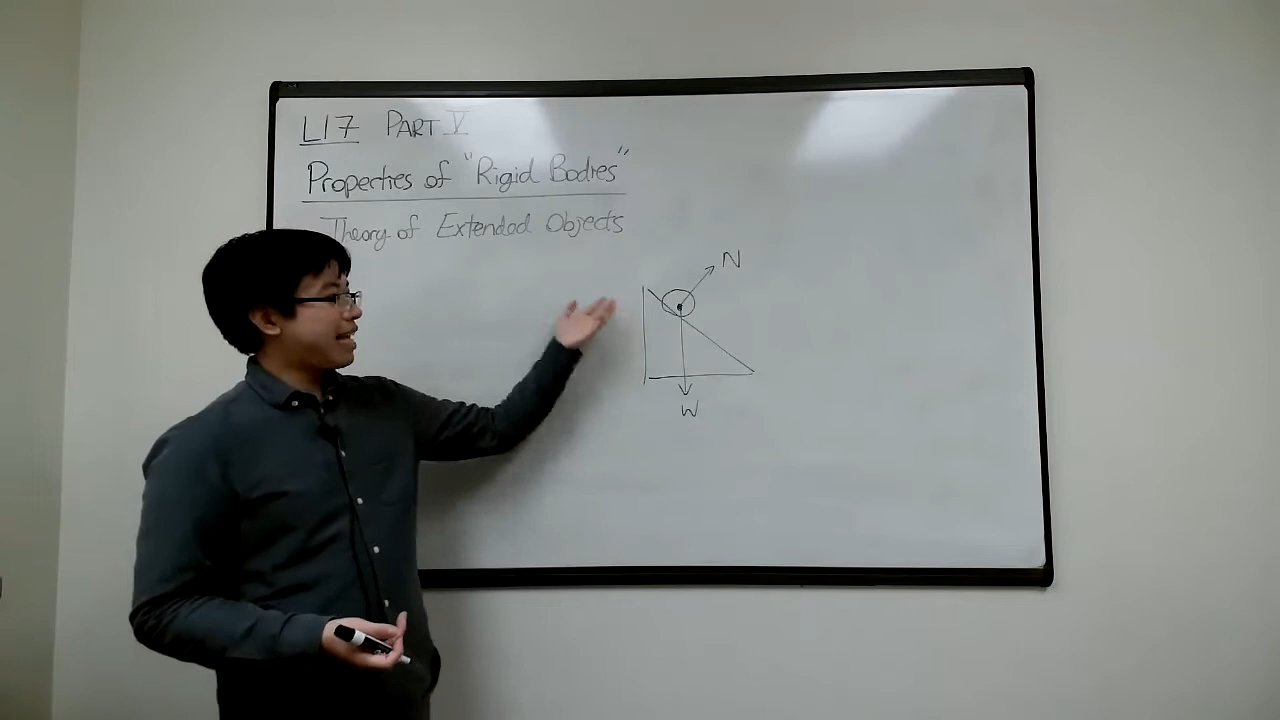 L17 PART V
Properties of "Rigid Bodies"
Theory of Extended Objects
N
W